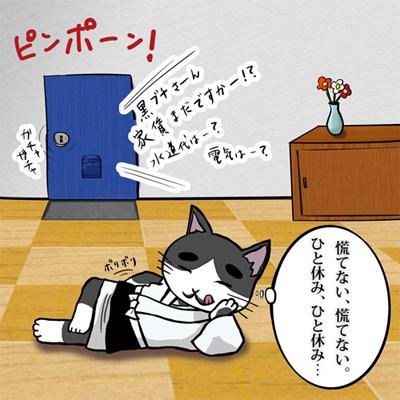 ピンポーン!
黒ブチさーん
家賃まだですかー!?
水道代はー?
電気はー?
ガチャ
ガチャ
ポリポリ
慌てない、慌てない。
ひと休み、ひと休み…